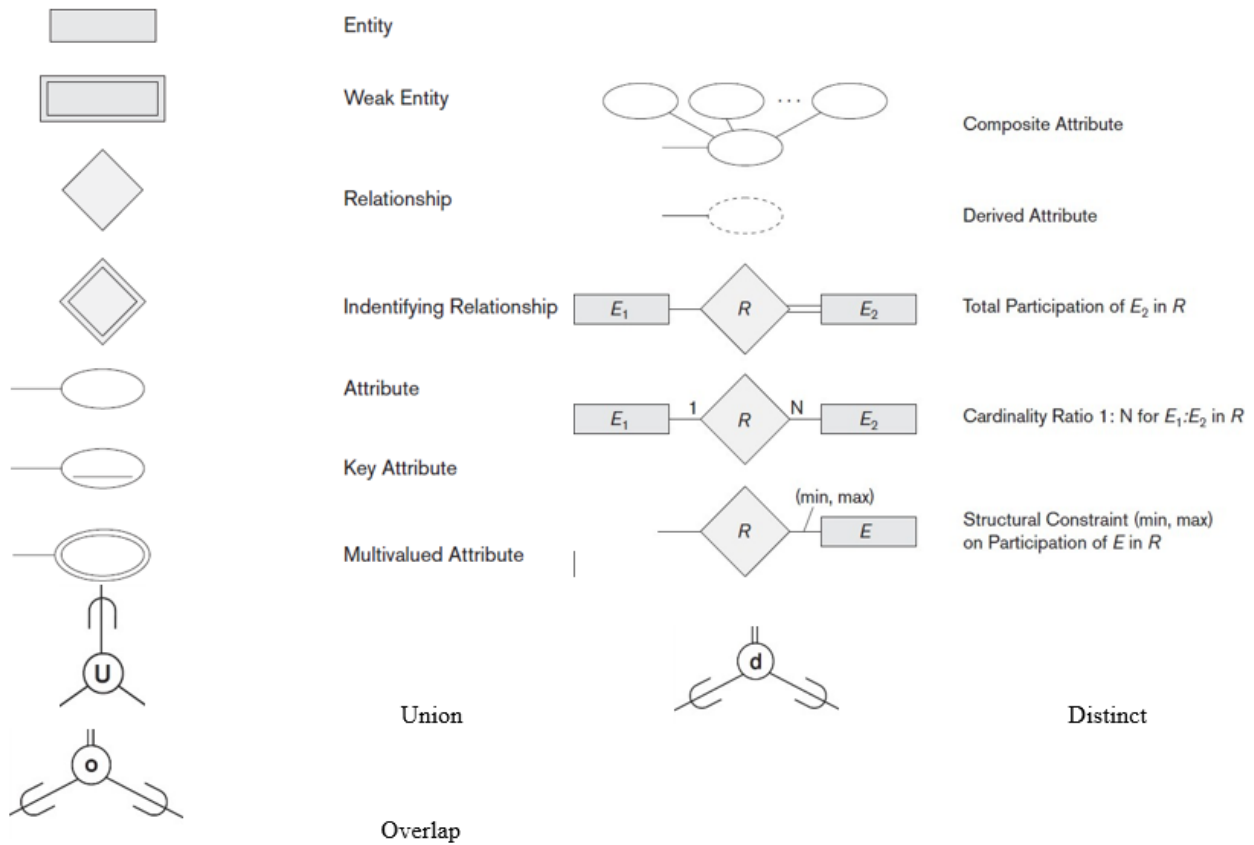 Entity
Weak Entity
Relationship
Indentifying Relationship
Attribute
Key Attribute
Multivalued Attribute
U
Union
o
Overlap
...
Composite Attribute
Derived Attribute
E₁ R E₂
Total Participation of E₂ in R
E₁ 1 R N E₂
Cardinality Ratio 1: N for E₁:E₂ in R
(min, max)
R E
Structural Constraint (min, max)
on Participation of E in R
d
Distinct